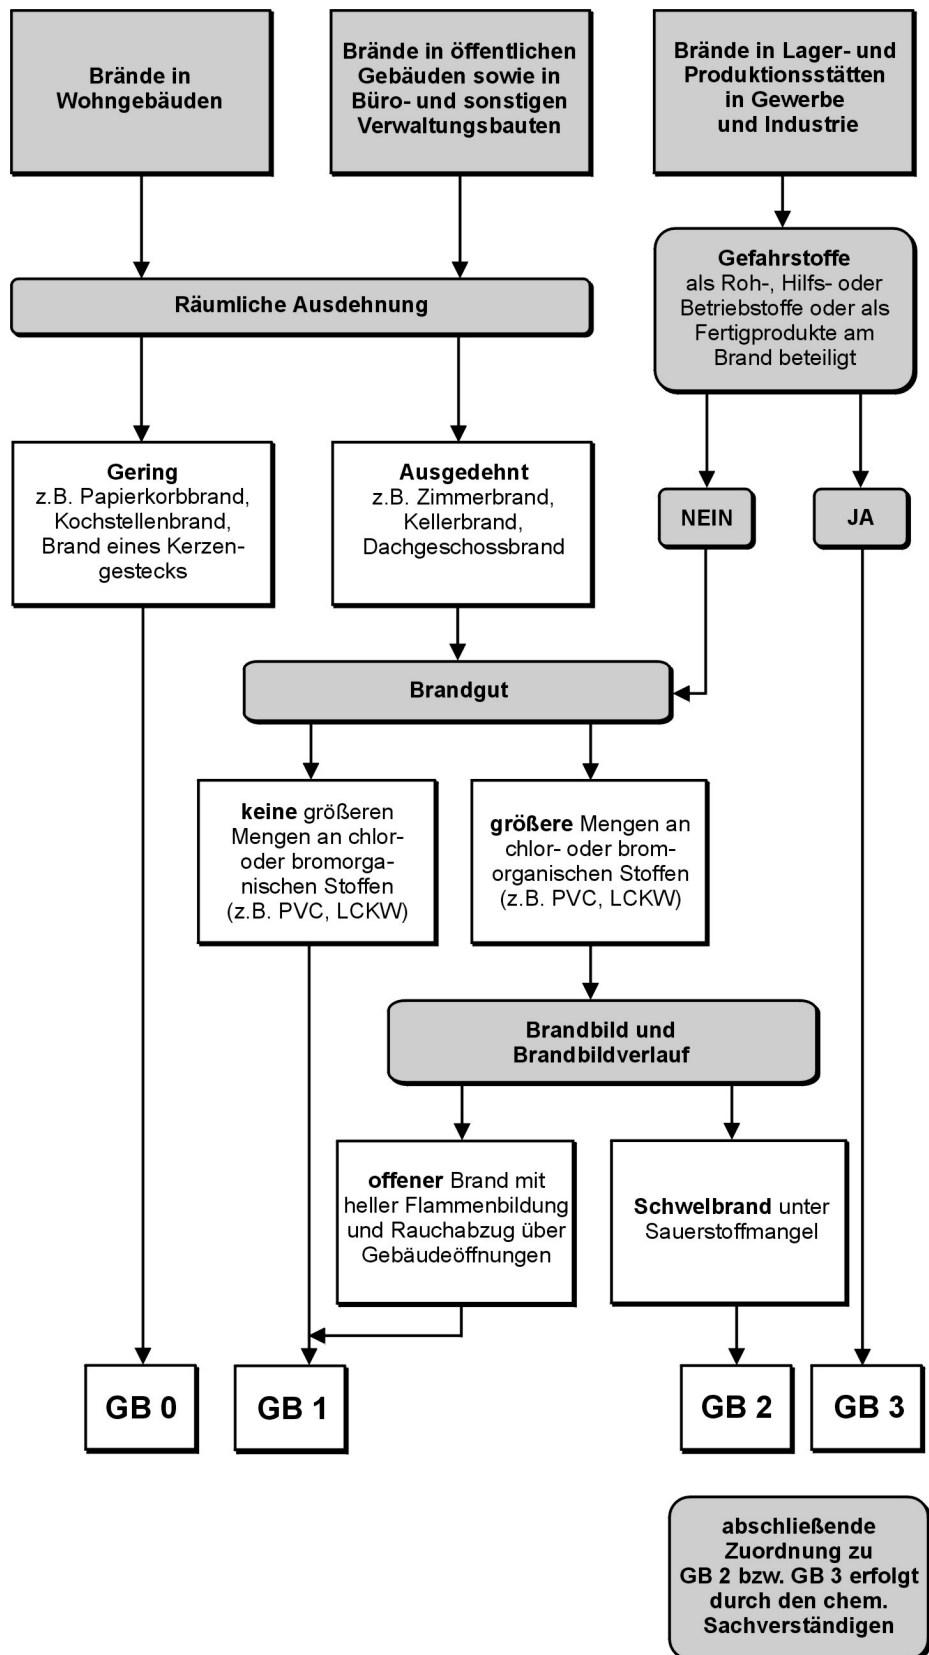 Brände in
Wohngebäuden
Brände in öffentlichen
Gebäuden sowie in
Büro- und sonstigen
Verwaltungsbauten
Brände in Lager- und
Produktionsstätten
in Gewerbe
und Industrie
Gefahrstoffe
als Roh-, Hilfs- oder
Betriebstoffe oder als
Fertigprodukte am
Brand beteiligt
Räumliche Ausdehnung
Gering
z.B. Papierkorbbrand,
Kochstellenbrand,
Brand eines Kerzen-
gestecks
Ausgedehnt
z.B. Zimmerbrand,
Kellerbrand,
Dachgeschossbrand
NEIN
JA
Brandgut
keine größeren
Mengen an chlor-
oder bromorga-
nischen Stoffen
(z.B. PVC, LCKW)
größere Mengen an
chlor- oder brom-
organischen Stoffen
(z.B. PVC, LCKW)
Brandbild und
Brandbildverlauf
offener Brand mit
heller Flammenbildung
und Rauchabzug über
Gebäudeöffnungen
Schwelbrand unter
Sauerstoffmangel
GB 0
GB 1
GB 2
GB 3
abschließende
Zuordnung zu
GB 2 bzw. GB 3 erfolgt
durch den chem.
Sachverständigen